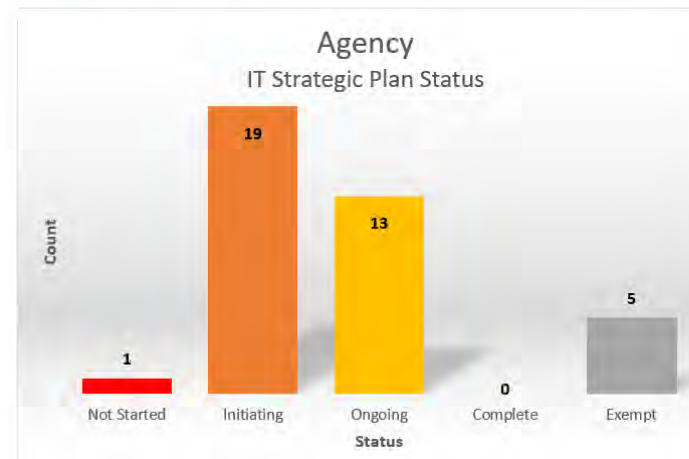 Agency
IT Strategic Plan Status
19
13
5
1
0
Count
Not Started Initiating Ongoing Complete Exempt
Status